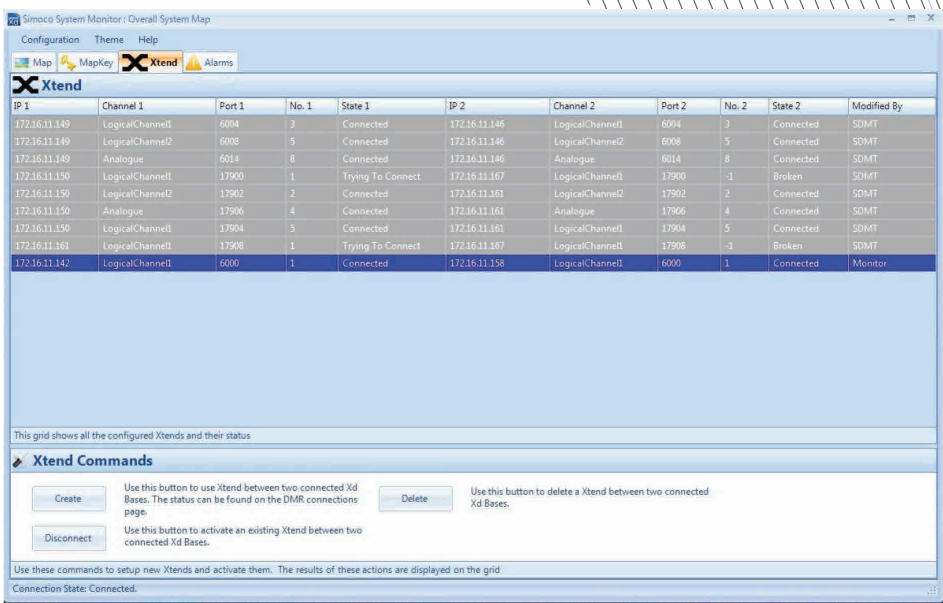 Simoco System Monitor : Overall System Map
Configuration Theme Help
Map MapKey Xtend Alarms
Xtend
IP 1 Channel 1 Port 1 No. 1 State 1 IP 2 Channel 2 Port 2 No. 2 State 2 Modified By
172.16.11.149 LogicalChannel1 6004 3 Connected 172.16.11.146 LogicalChannel1 6004 3 Connected SDMT
172.16.11.149 LogicalChannel2 6008 5 Connected 172.16.11.146 LogicalChannel2 6008 5 Connected SDMT
172.16.11.149 Analogue 6014 8 Connected 172.16.11.146 Analogue 6014 8 Connected SDMT
172.16.11.150 LogicalChannel1 17900 1 Trying To Connect 172.16.11.167 LogicalChannel1 17900 -1 Broken SDMT
172.16.11.150 LogicalChannel2 17902 2 Connected 172.16.11.161 LogicalChannel2 17902 2 Connected SDMT
172.16.11.150 Analogue 17906 4 Connected 172.16.11.161 Analogue 17906 4 Connected SDMT
172.16.11.150 LogicalChannel1 17904 5 Connected 172.16.11.161 LogicalChannel1 17904 5 Connected SDMT
172.16.11.161 LogicalChannel1 17908 1 Trying To Connect 172.16.11.167 LogicalChannel1 17908 -1 Broken SDMT
172.16.11.142 LogicalChannel1 6000 1 Connected 172.16.11.158 LogicalChannel1 6000 1 Connected Monitor
This grid shows all the configured Xtends and their status
Xtend Commands
Create
Use this button to use Xtend between two connected Xd
Bases. The status can be found on the DMR connections
page.
Delete
Use this button to delete a Xtend between two connected
Xd Bases.
Disconnect
Use this button to activate an existing Xtend between two
connected Xd Bases.
Use these commands to setup new Xtends and activate them. The results of these actions are displayed on the grid
Connection State: Connected.